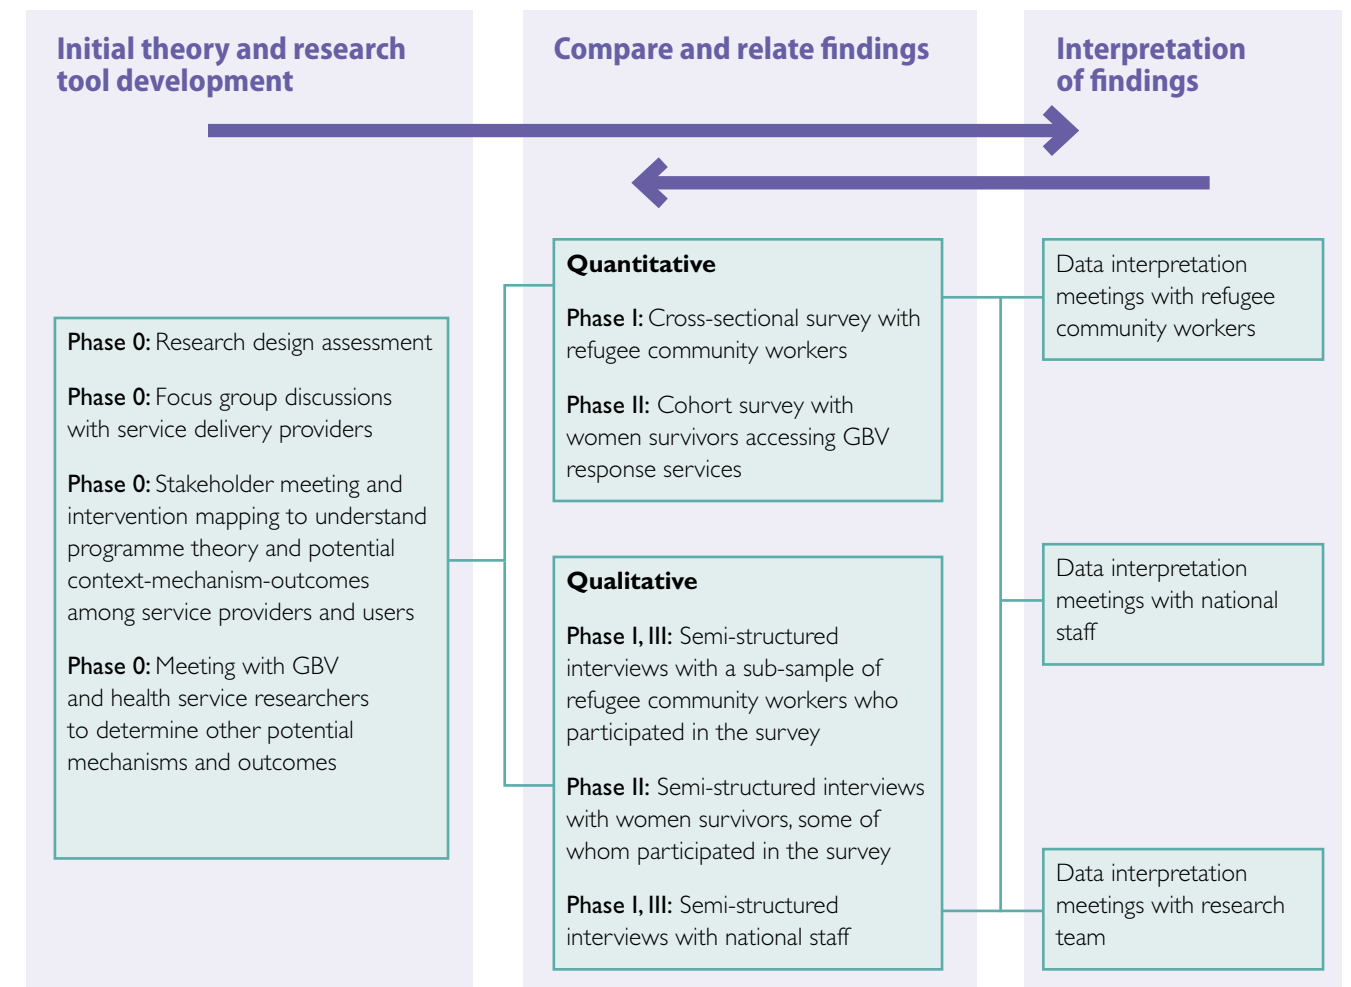 Initial theory and research
tool development
Compare and relate findings
Interpretation
of findings
Phase 0: Research design assessment
Phase 0: Focus group discussions
with service delivery providers
Phase 0: Stakeholder meeting and
intervention mapping to understand
programme theory and potential
context-mechanism-outcomes
among service providers and users
Phase 0: Meeting with GBV
and health service researchers
to determine other potential
mechanisms and outcomes
Quantitative
Phase I: Cross-sectional survey with
refugee community workers
Phase II: Cohort survey with
women survivors accessing GBV
response services
Qualitative
Phase I, III: Semi-structured
interviews with a sub-sample of
refugee community workers who
participated in the survey
Phase II: Semi-structured interviews
with women survivors, some of
whom participated in the survey
Phase I, III: Semi-structured
interviews with national staff
Data interpretation
meetings with refugee
community workers
Data interpretation
meetings with national
staff
Data interpretation
meetings with research
team